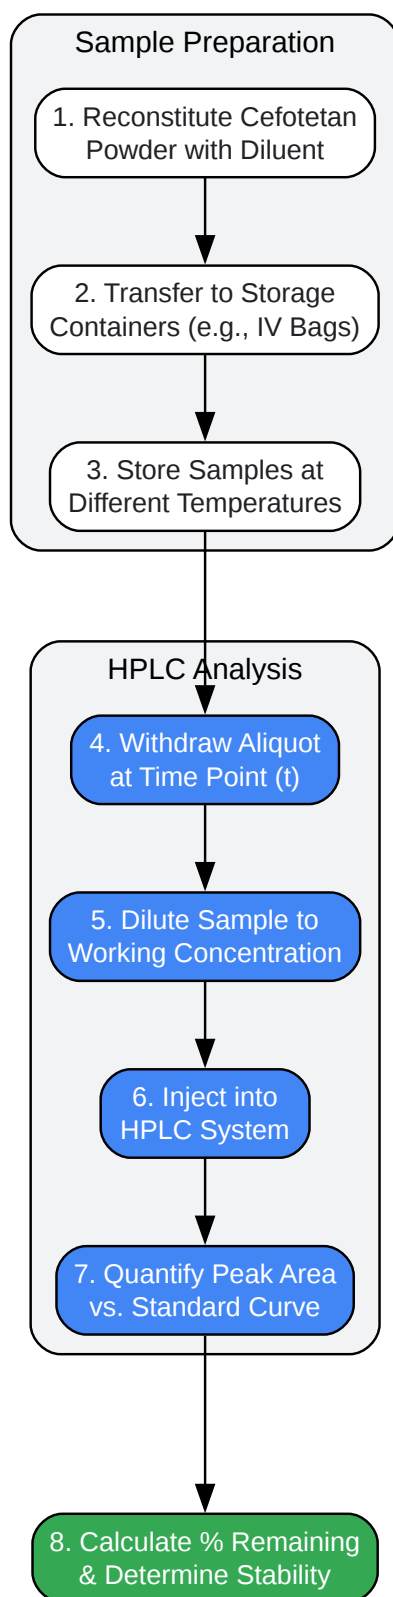 Sample Preparation
1. Reconstitute Cefotetan
Powder with Diluent
2. Transfer to Storage
Containers (e.g., IV Bags)
3. Store Samples at
Different Temperatures
HPLC Analysis
4. Withdraw Aliquot
at Time Point (t)
5. Dilute Sample to
Working Concentration
6. Inject into
HPLC System
7. Quantify Peak Area
vs. Standard Curve
8. Calculate % Remaining
& Determine Stability